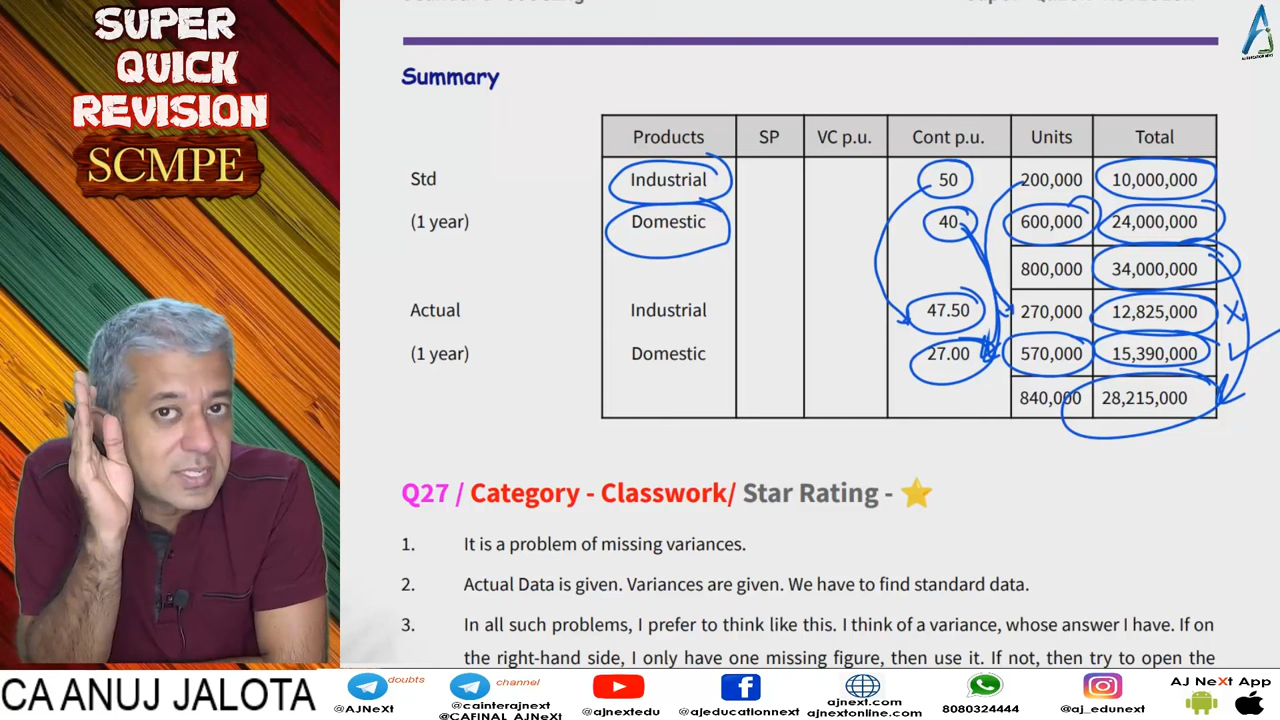 SUPER
QUICK
REVISION
SCMPE
Summary
Products SP VC p.u. Cont p.u. Units Total
Std Industrial 50 200,000 10,000,000
(1 year) Domestic 40 600,000 24,000,000
800,000 34,000,000
Actual Industrial 47.50 270,000 12,825,000
(1 year) Domestic 27.00 570,000 15,390,000
840,000 28,215,000
Q27 / Category - Classwork/ Star Rating -
1. It is a problem of missing variances.
2. Actual Data is given. Variances are given. We have to find standard data.
3. In all such problems, I prefer to think like this. I think of a variance, whose answer I have. If on
the right-hand side, I only have one missing figure, then use it. If not, then try to open the
CA ANUJ JALOTA
doubts
@AJNeXt
channel
@cainterajnext
@CAFINAL_AJNeXt
@ajnextedu
@ajeducationnext
ajnext.com
ajnextonline.com
8080324444
@aj_edunext
AJ NeXt App